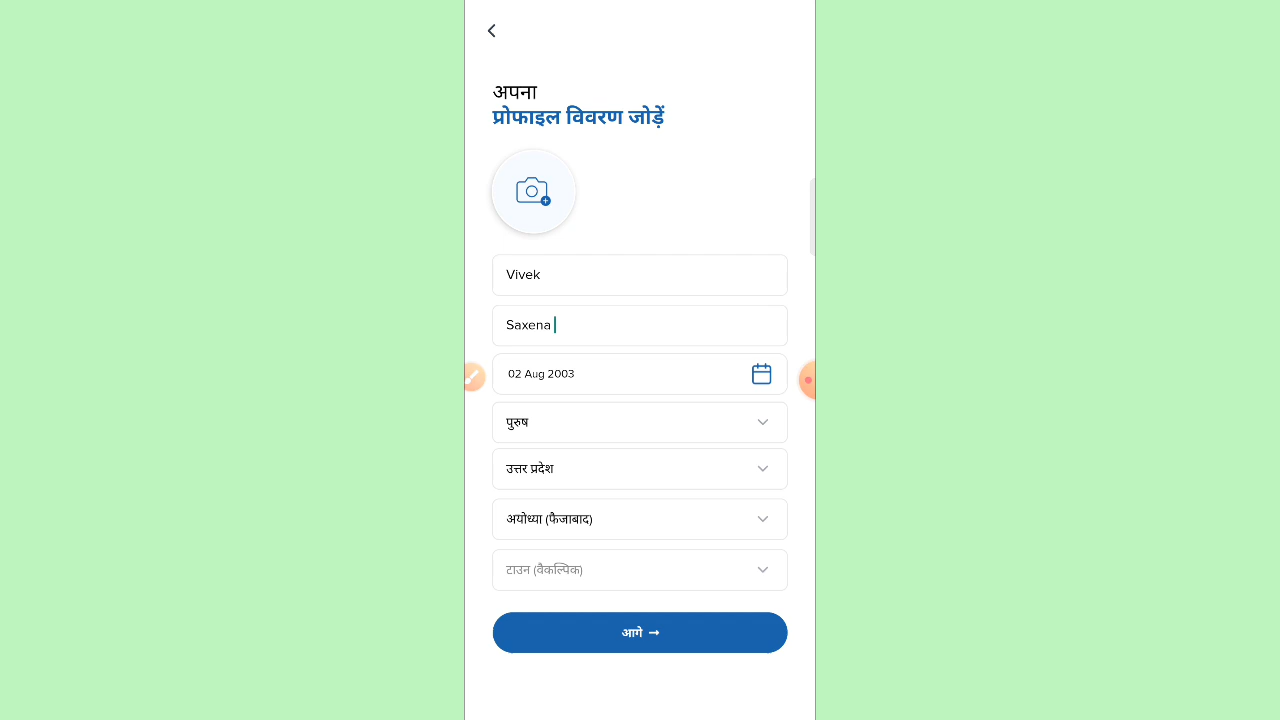 अपना
प्रोफाइल विवरण जोड़ें
Vivek
Saxena
02 Aug 2003
पुरुष
उत्तर प्रदेश
अयोध्या (फैजाबाद)
टाउन (वैकल्पिक)
आगे →